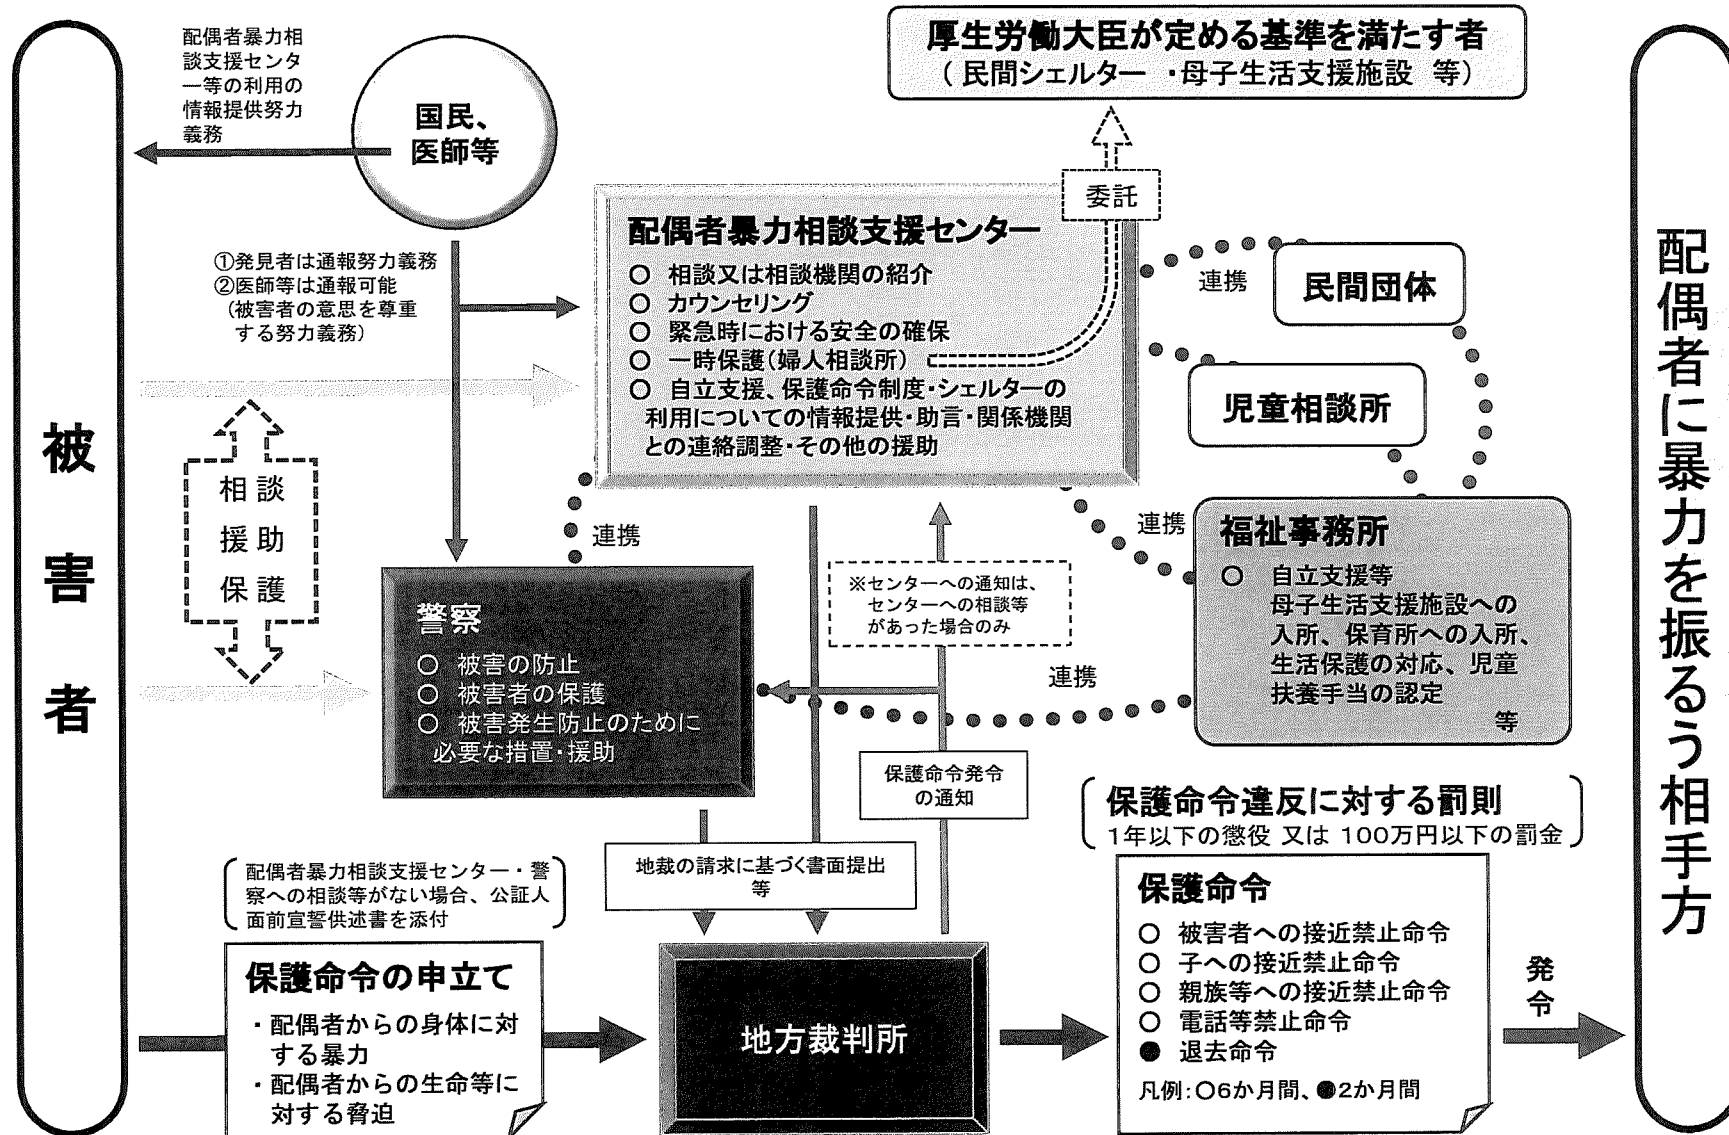 配偶者暴力相
談支援センタ
ー等の利用の
情報提供努力
義務
国民、
医師等
厚生労働大臣が定める基準を満たす者
(民間シェルター ・母子生活支援施設 等)
委託
①発見者は通報努力義務
②医師等は通報可能
(被害者の意思を尊重
する努力義務)
配偶者暴力相談支援センター
○ 相談又は相談機関の紹介
○ カウンセリング
○ 緊急時における安全の確保
○ 一時保護(婦人相談所)
○ 自立支援、保護命令制度・シェルターの
利用についての情報提供・助言・関係機関
との連絡調整・その他の援助
連携
民間団体
児童相談所
被害者
相談
援助
保護
連携
連携
福祉事務所
○ 自立支援等
母子生活支援施設への
入所、保育所への入所、
生活保護の対応、児童
扶養手当の認定
等
※センターへの通知は、
センターへの相談等
があった場合のみ
警察
○ 被害の防止
○ 被害者の保護
○ 被害発生防止のために
必要な措置・援助
連携
保護命令発令
の通知
地裁の請求に基づく書面提出
等
保護命令違反に対する罰則
1年以下の懲役 又は 100万円以下の罰金
配偶者暴力相談支援センター・警
察への相談等がない場合、公証人
面前宣誓供述書を添付
保護命令の申立て
・配偶者からの身体に対
する暴力
・配偶者からの生命等に
対する脅迫
地方裁判所
保護命令
○ 被害者への接近禁止命令
○ 子への接近禁止命令
○ 親族等への接近禁止命令
○ 電話等禁止命令
● 退去命令
凡例:○6か月間、●2か月間
発令
配偶者に暴力を振るう相手方